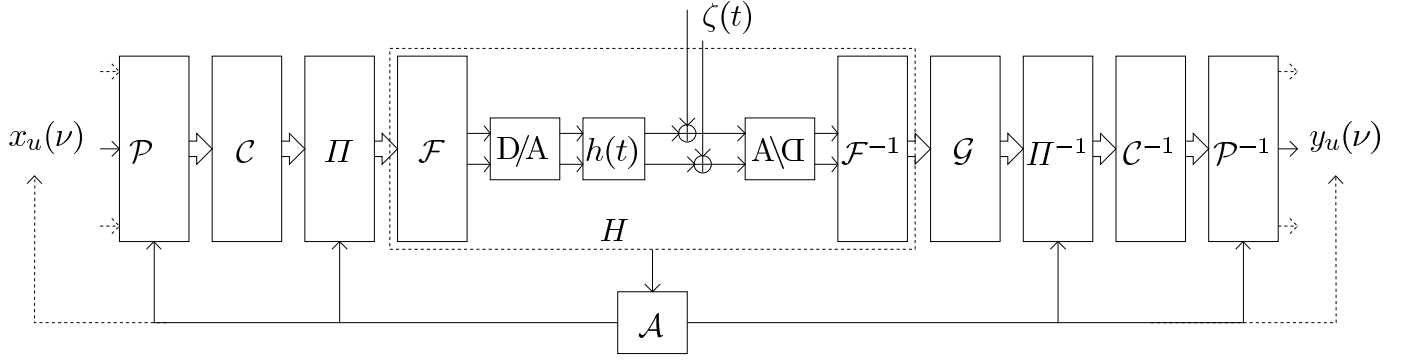 ζ(t)
x_u(ν) 𝒫 𝒞 Π ℱ D/A h(t) A\D ℱ⁻¹ 𝒢 Π⁻¹ 𝒞⁻¹ 𝒫⁻¹ y_u(ν)
H
𝒜